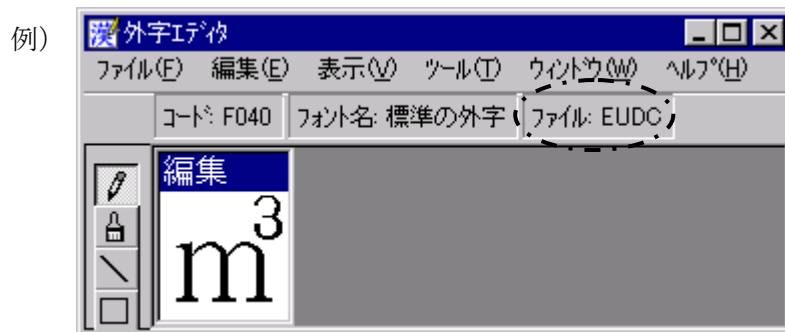 例)
外字ｴﾃﾞｨﾀ
ﾌｧｲﾙ(F) 編集(E) 表示(V) ﾂｰﾙ(T) ｳｨﾝﾄﾞｳ(W) ﾍﾙﾌﾟ(H)
ｺｰﾄﾞ: F040 ﾌｫﾝﾄ名: 標準の外字 ﾌｧｲﾙ: EUDC
編集
m³